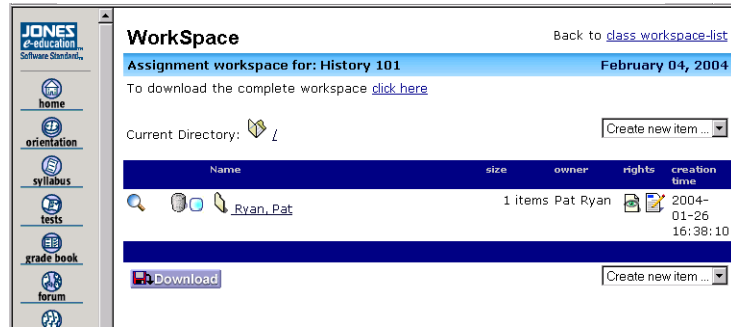 JONES
e-education
Software Standard
home
orientation
syllabus
tests
grade book
forum
WorkSpace
Back to class workspace-list
Assignment workspace for: History 101
February 04, 2004
To download the complete workspace click here
Current Directory: /
Create new item ...
Name size owner rights creation time
Ryan, Pat 1 items Pat Ryan 2004-
01-26
16:38:10
Download
Create new item ...